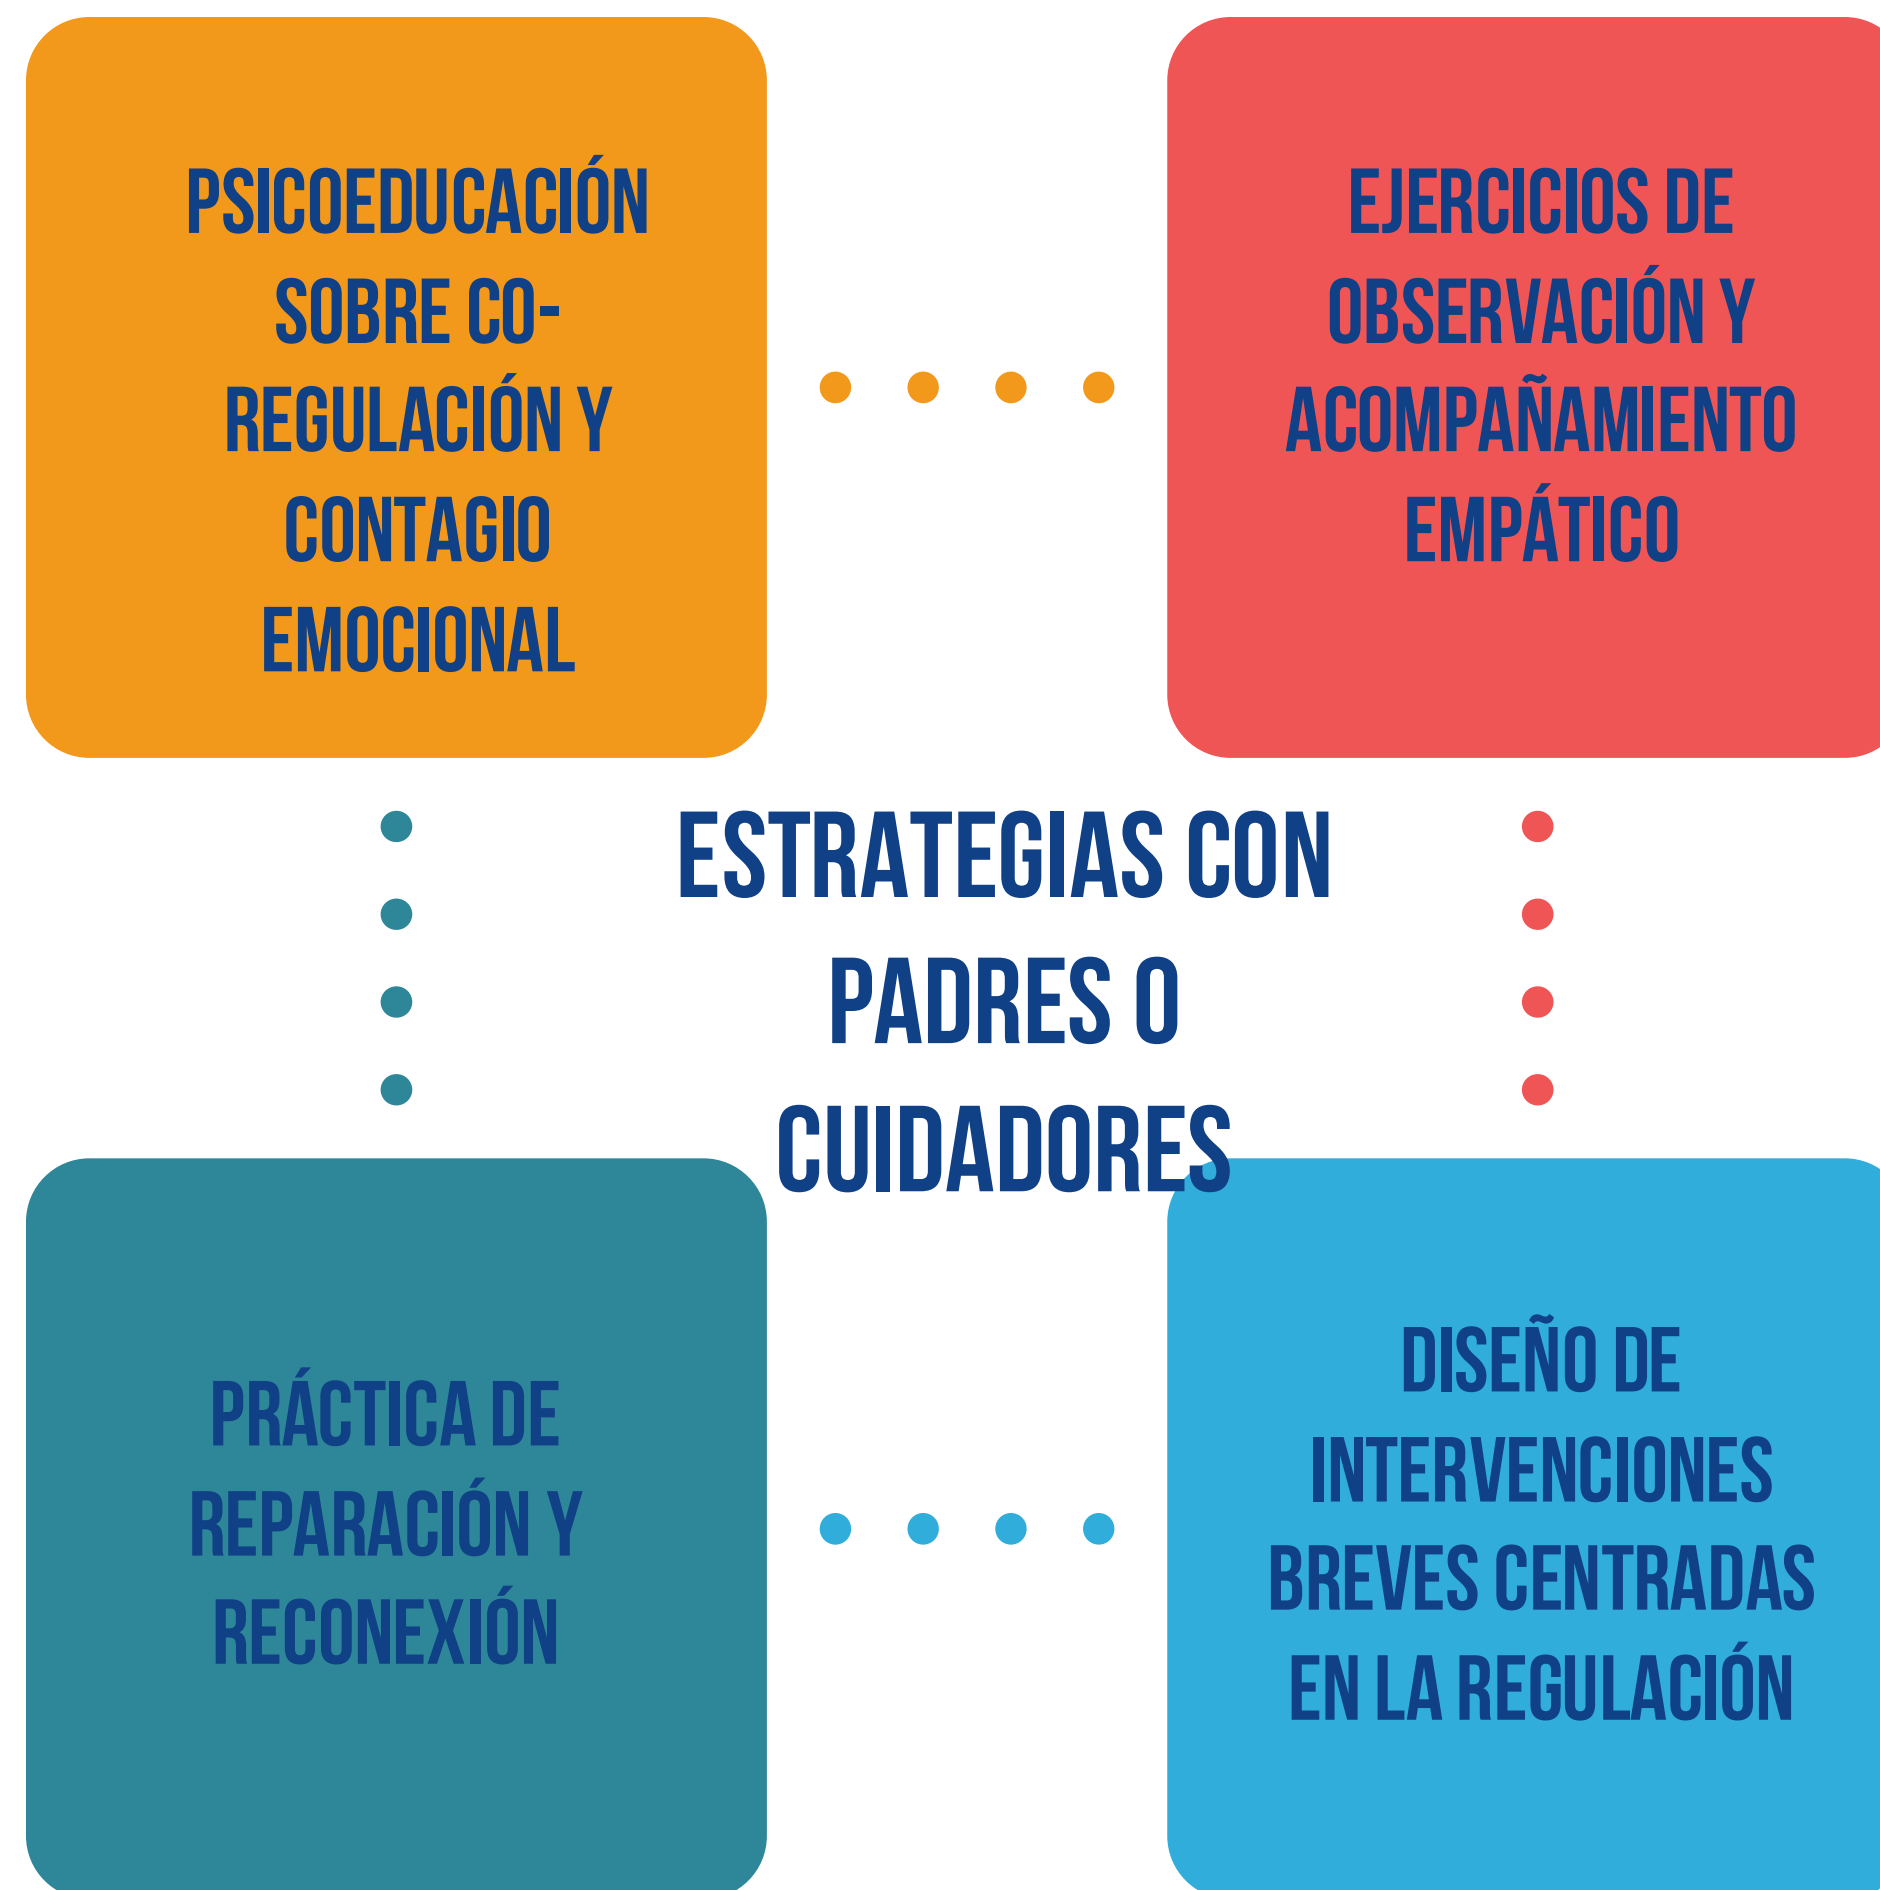 PSICOEDUCACIÓN
SOBRE CO-
REGULACIÓN Y
CONTAGIO
EMOCIONAL
EJERCICIOS DE
OBSERVACIÓN Y
ACOMPAÑAMIENTO
EMPÁTICO
ESTRATEGIAS CON
PADRES O
CUIDADORES
PRÁCTICA DE
REPARACIÓN Y
RECONEXIÓN
DISEÑO DE
INTERVENCIONES
BREVES CENTRADAS
EN LA REGULACIÓN